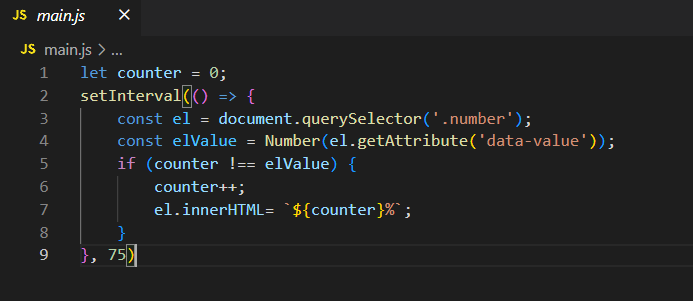 JS main.js ×
JS main.js > ...
1 let counter = 0;
2 setInterval(() => {
3     const el = document.querySelector('.number');
4     const elValue = Number(el.getAttribute('data-value'));
5     if (counter !== elValue) {
6         counter++;
7         el.innerHTML= `${counter}%`;
8     }
9 }, 75)